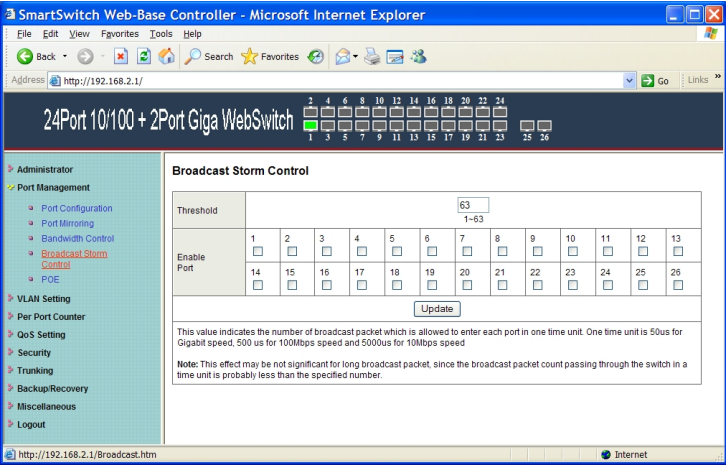 SmartSwitch Web-Base Controller - Microsoft Internet Explorer
File Edit View Favorites Tools Help
Back Search Favorites
Address http://192.168.2.1/ Go Links »
24Port 10/100 + 2Port Giga WebSwitch
2 4 6 8 10 12 14 16 18 20 22 24
1 3 5 7 9 11 13 15 17 19 21 23 25 26
Administrator
Port Management
Port Configuration
Port Mirroring
Bandwidth Control
Broadcast Storm
Control
POE
VLAN Setting
Per Port Counter
QoS Setting
Security
Trunking
Backup/Recovery
Miscellaneous
Logout
Broadcast Storm Control
Threshold
63
1~63
Enable
Port
1 2 3 4 5 6 7 8 9 10 11 12 13
14 15 16 17 18 19 20 21 22 23 24 25 26
Update
This value indicates the number of broadcast packet which is allowed to enter each port in one time unit. One time unit is 50us for
Gigabit speed, 500 us for 100Mbps speed and 5000us for 10Mbps speed
Note: This effect may be not significant for long broadcast packet, since the broadcast packet count passing through the switch in a
time unit is probably less than the specified number.
http://192.168.2.1/Broadcast.htm Internet